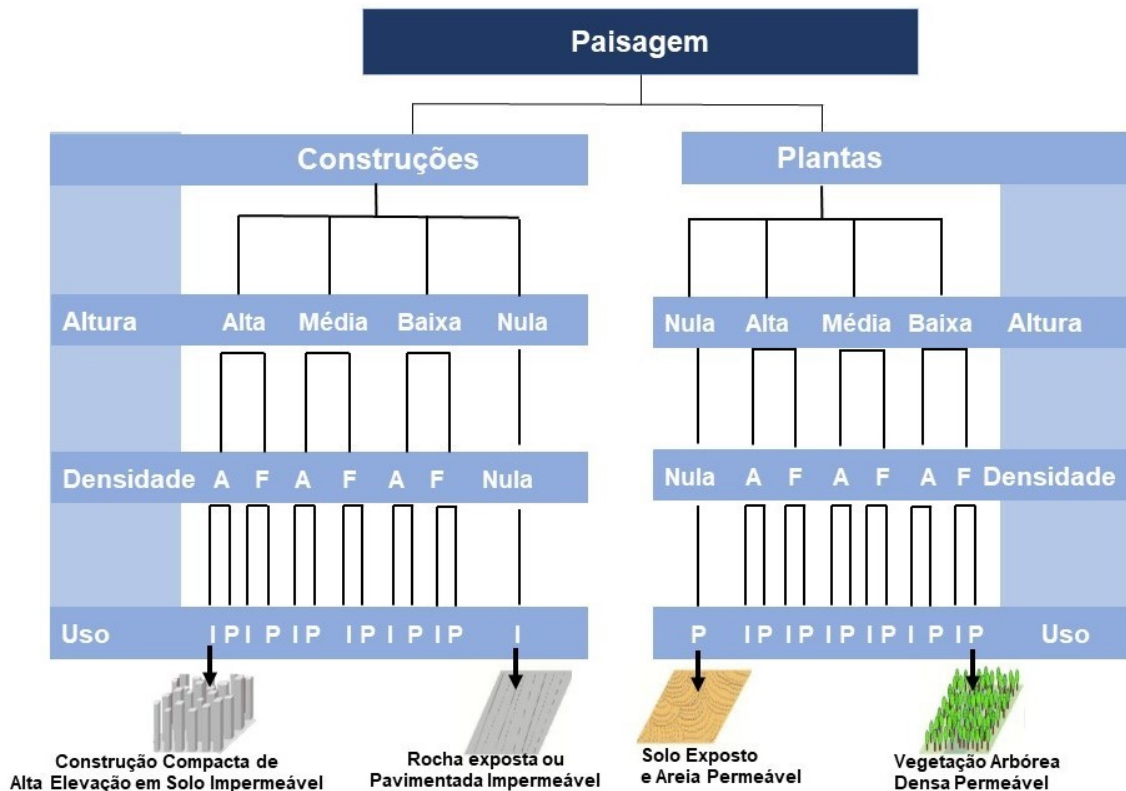 Paisagem
Construções
Plantas
Altura Alta Média Baixa Nula
Nula Alta Média Baixa Altura
Densidade A F A F A F Nula
Nula A F A F A F Densidade
Uso I P I P I P I P I P I P I
P I P I P I P I P I P I P Uso
Construção Compacta de
Alta Elevação em Solo Impermeável
Rocha exposta ou
Pavimentada Impermeável
Solo Exposto
e Areia Permeável
Vegetação Arbórea
Densa Permeável